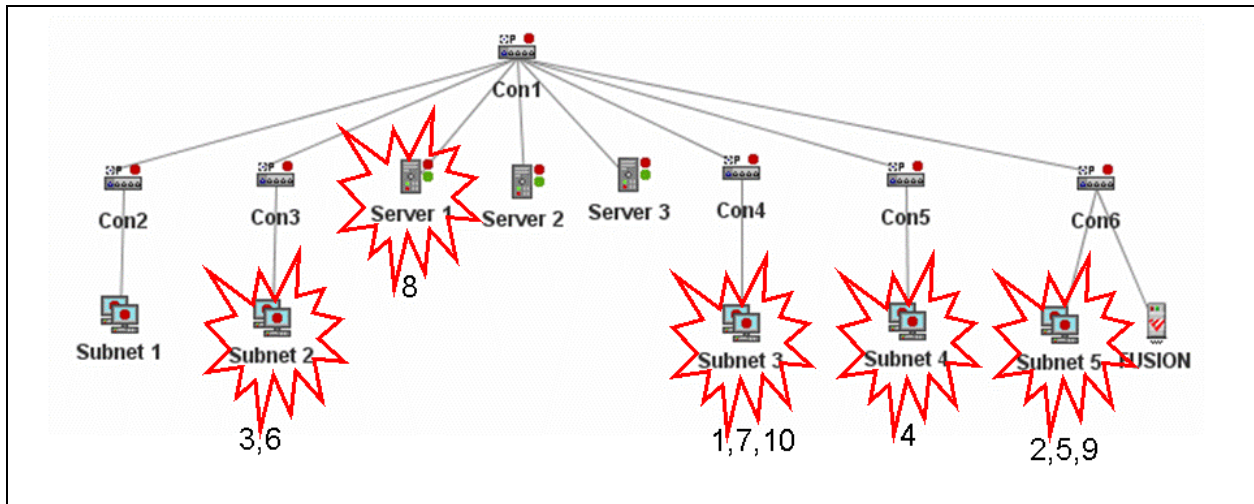 P
Con1
P
P
P
P
P
Con2
Con3
Server 1
Server 2
Server 3
Con4
Con5
Con6
8
Subnet 1
Subnet 2
Subnet 3
Subnet 4
Subnet 5
FUSION
3,6
1,7,10
4
2,5,9